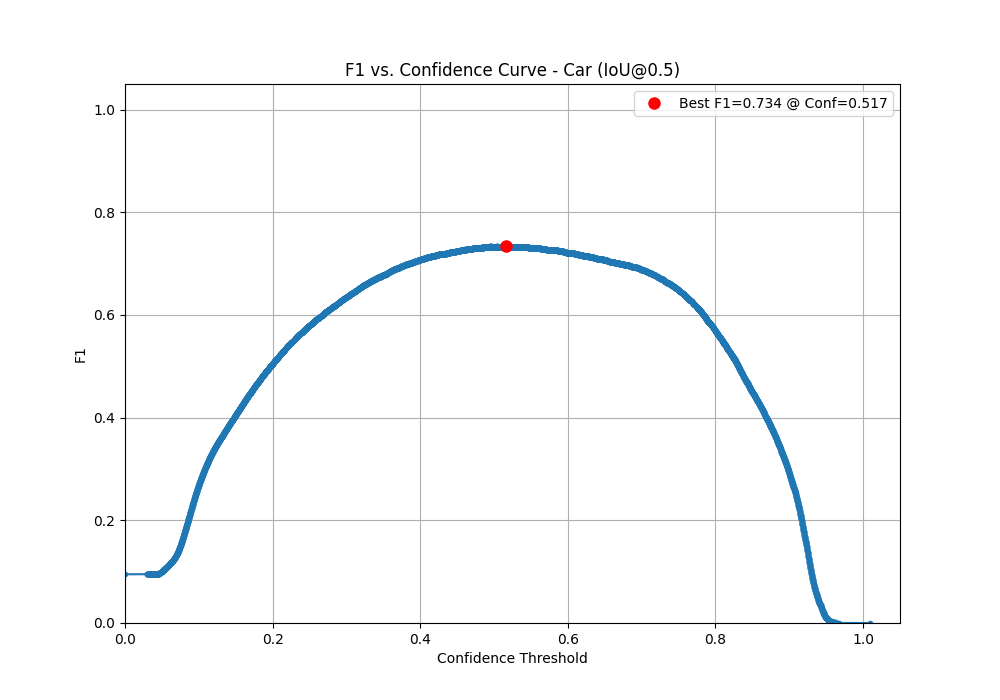 F1 vs. Confidence Curve - Car (IoU@0.5)
Best F1=0.734 @ Conf=0.517
1.0
0.8
0.6
0.4
0.2
0.0
F1
0.0 0.2 0.4 0.6 0.8 1.0
Confidence Threshold